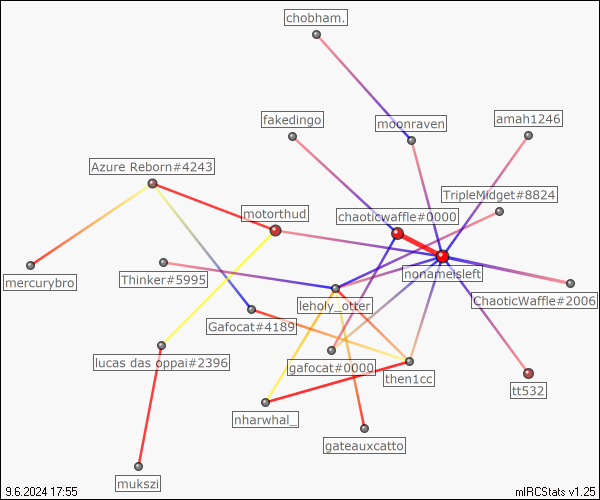 chobham.
fakedingo
moonraven
amah1246
Azure Reborn#4243
TripleMidget#8824
motorthud
chaoticwaffle#0000
mercurybro
Thinker#5995
nonameisleft
ChaoticWaffle#2006
leholy_otter
Gafocat#4189
lucas das oppai#2396
gafocat#0000
then1cc
tt532
nharwhal_
gateauxcatto
mukszi
9.6.2024 17:55
mIRCStats v1.25